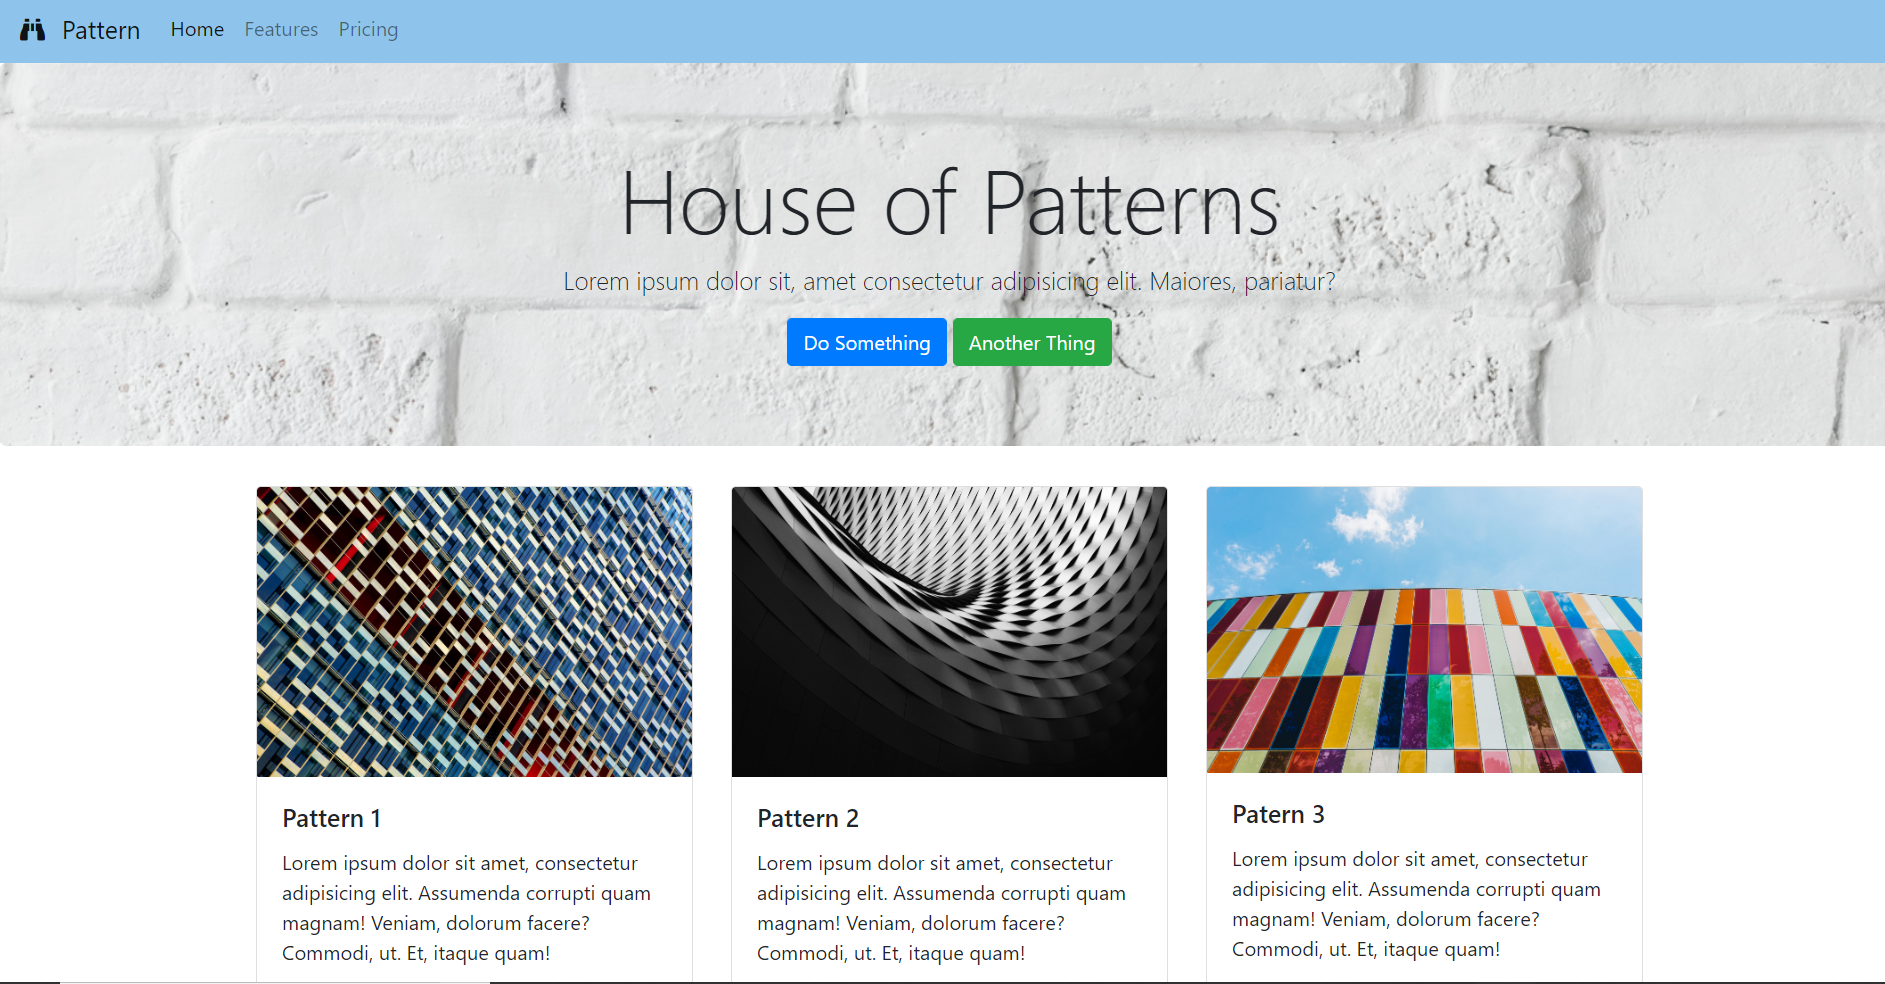 Pattern Home Features Pricing
House of Patterns
Lorem ipsum dolor sit, amet consectetur adipisicing elit. Maiores, pariatur?
Do Something Another Thing
Pattern 1
Lorem ipsum dolor sit amet, consectetur
adipisicing elit. Assumenda corrupti quam
magnam! Veniam, dolorum facere?
Commodi, ut. Et, itaque quam!
Pattern 2
Lorem ipsum dolor sit amet, consectetur
adipisicing elit. Assumenda corrupti quam
magnam! Veniam, dolorum facere?
Commodi, ut. Et, itaque quam!
Patern 3
Lorem ipsum dolor sit amet, consectetur
adipisicing elit. Assumenda corrupti quam
magnam! Veniam, dolorum facere?
Commodi, ut. Et, itaque quam!